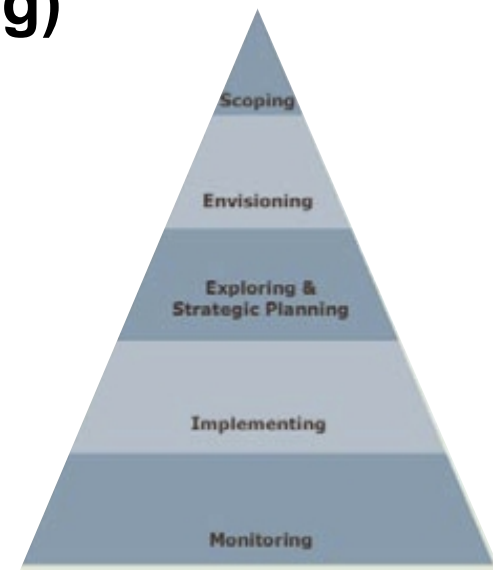 g)
Scoping
Envisioning
Exploring &
Strategic Planning
Implementing
Monitoring